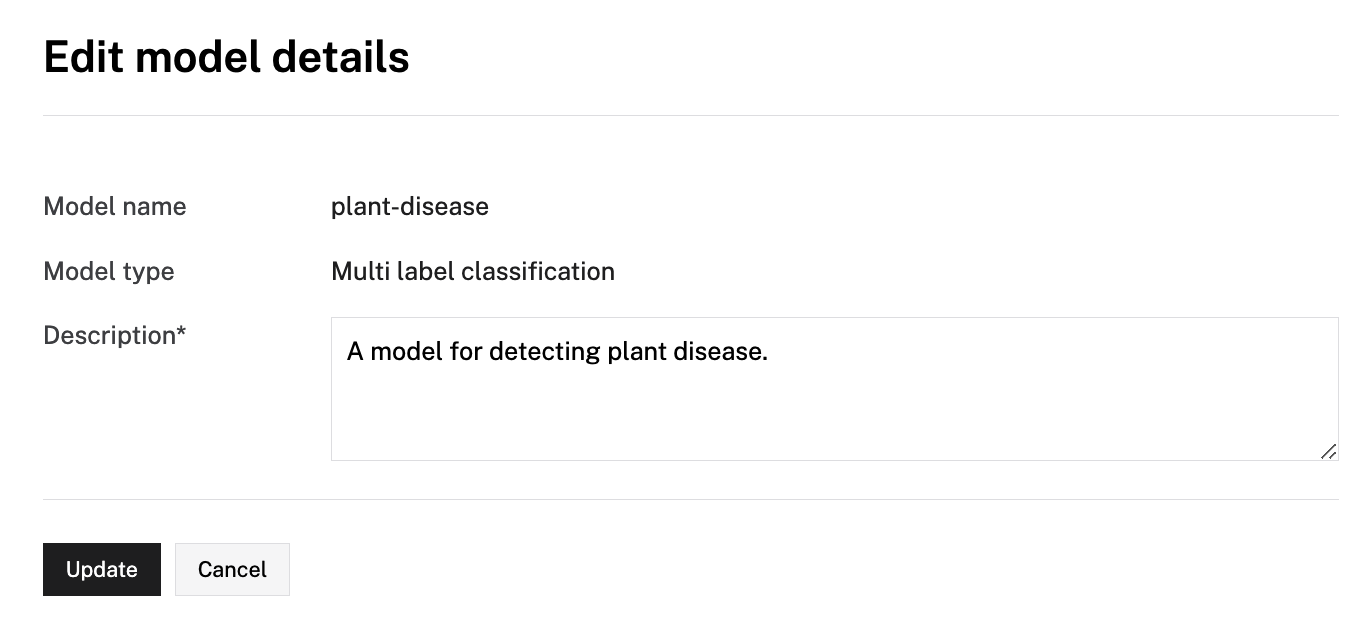 Edit model details
Model name plant-disease
Model type Multi label classification
Description* A model for detecting plant disease.
Update Cancel